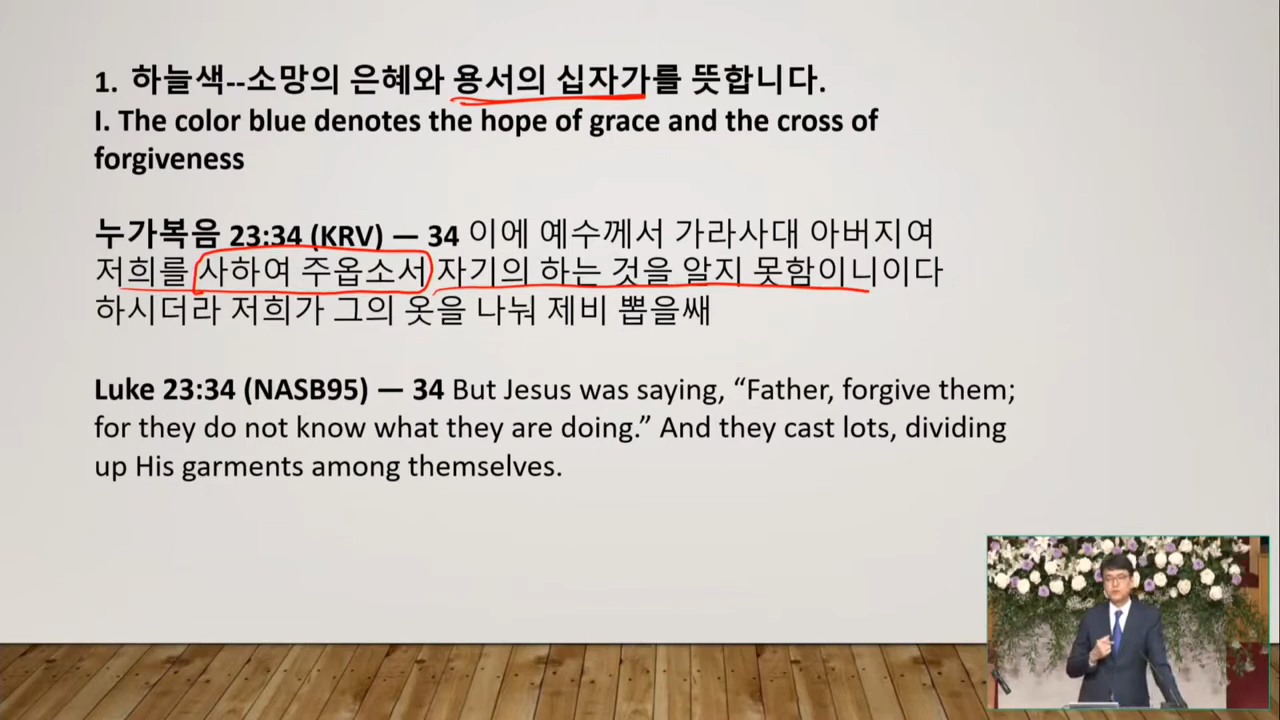 1. 하늘색--소망의 은혜와 용서의 십자가를 뜻합니다.
I. The color blue denotes the hope of grace and the cross of
forgiveness
누가복음 23:34 (KRV) — 34 이에 예수께서 가라사대 아버지여
저희를 사하여 주옵소서 자기의 하는 것을 알지 못함이니이다
하시더라 저희가 그의 옷을 나눠 제비 뽑을쌔
Luke 23:34 (NASB95) — 34 But Jesus was saying, “Father, forgive them;
for they do not know what they are doing.” And they cast lots, dividing
up His garments among themselves.